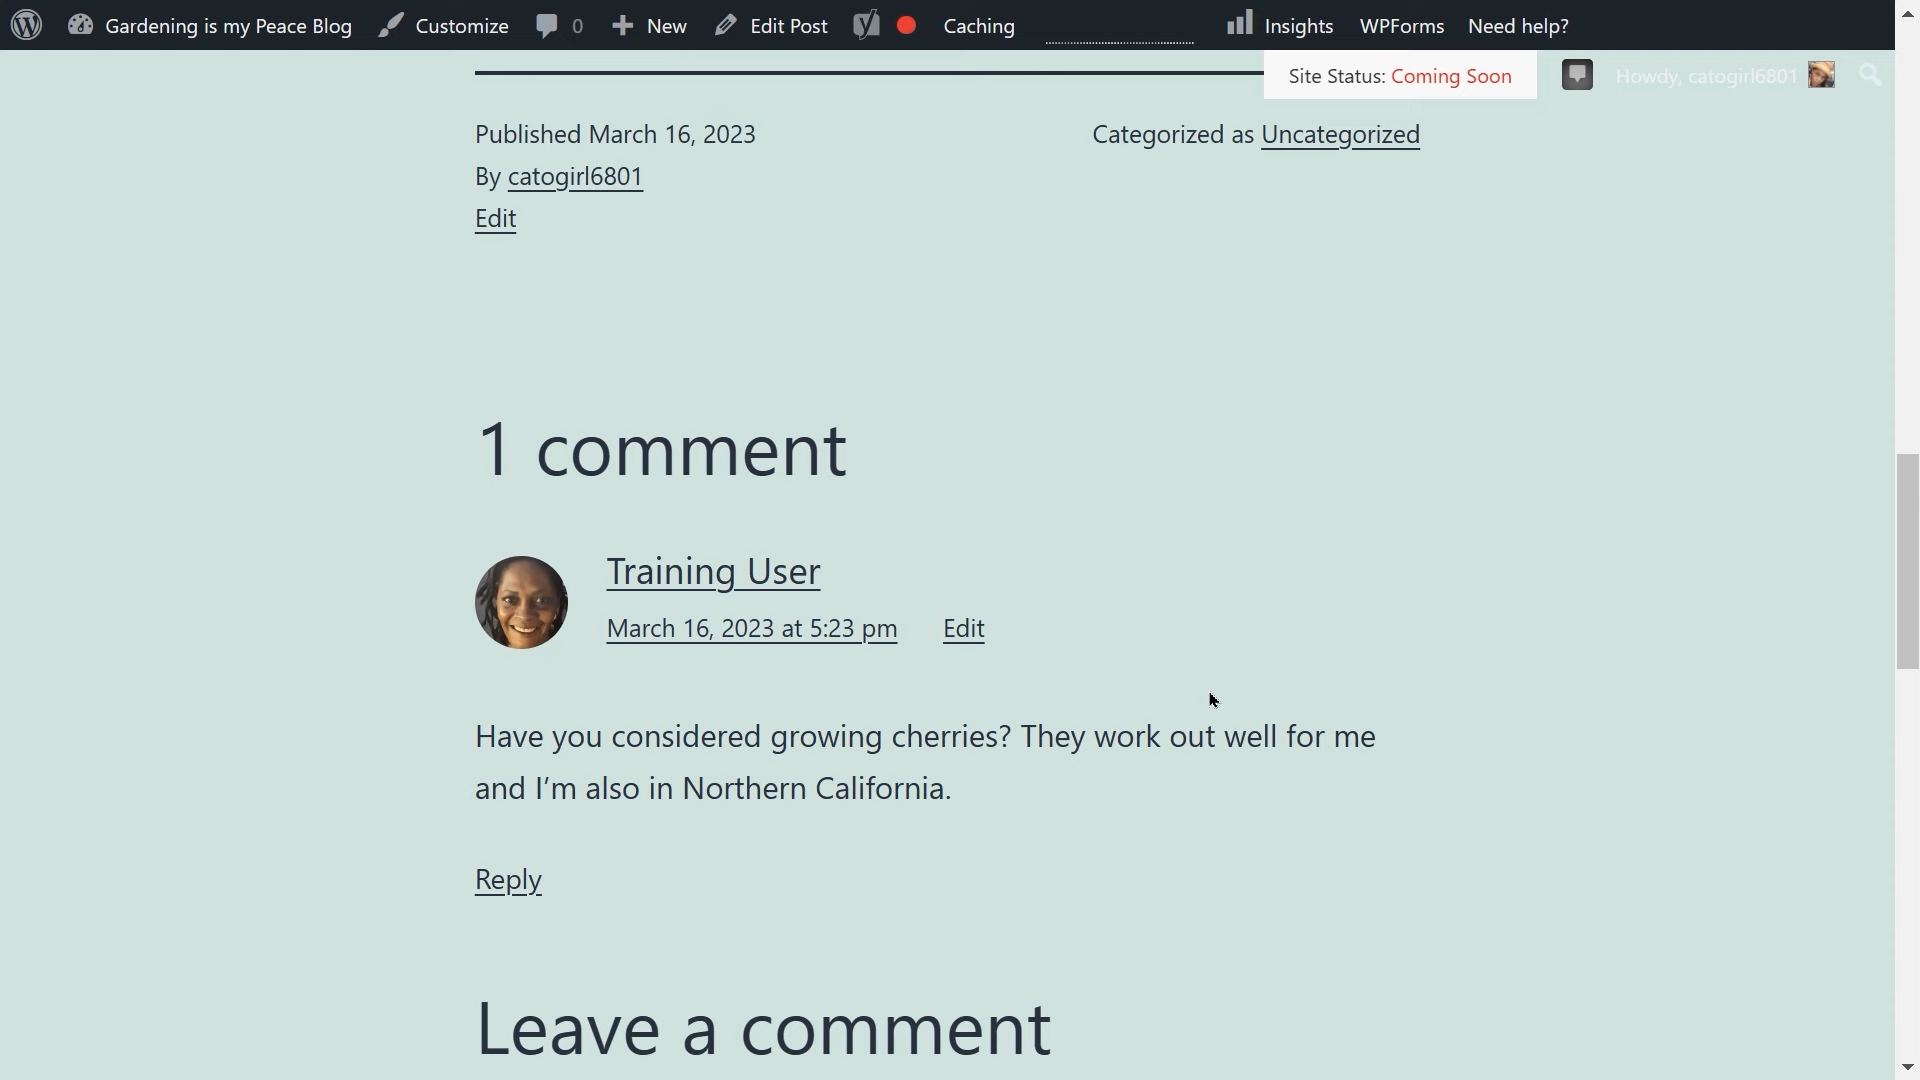 Gardening is my Peace Blog Customize 0 New Edit Post Caching Insights WPForms Need help?
Site Status: Coming Soon Howdy, catogirl6801
Published March 16, 2023 Categorized as Uncategorized
By catogirl6801
Edit
1 comment
Training User
March 16, 2023 at 5:23 pm Edit
Have you considered growing cherries? They work out well for me
and I’m also in Northern California.
Reply
Leave a comment